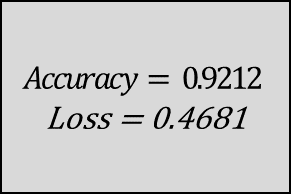 Accuracy = 0.9212
Loss = 0.4681